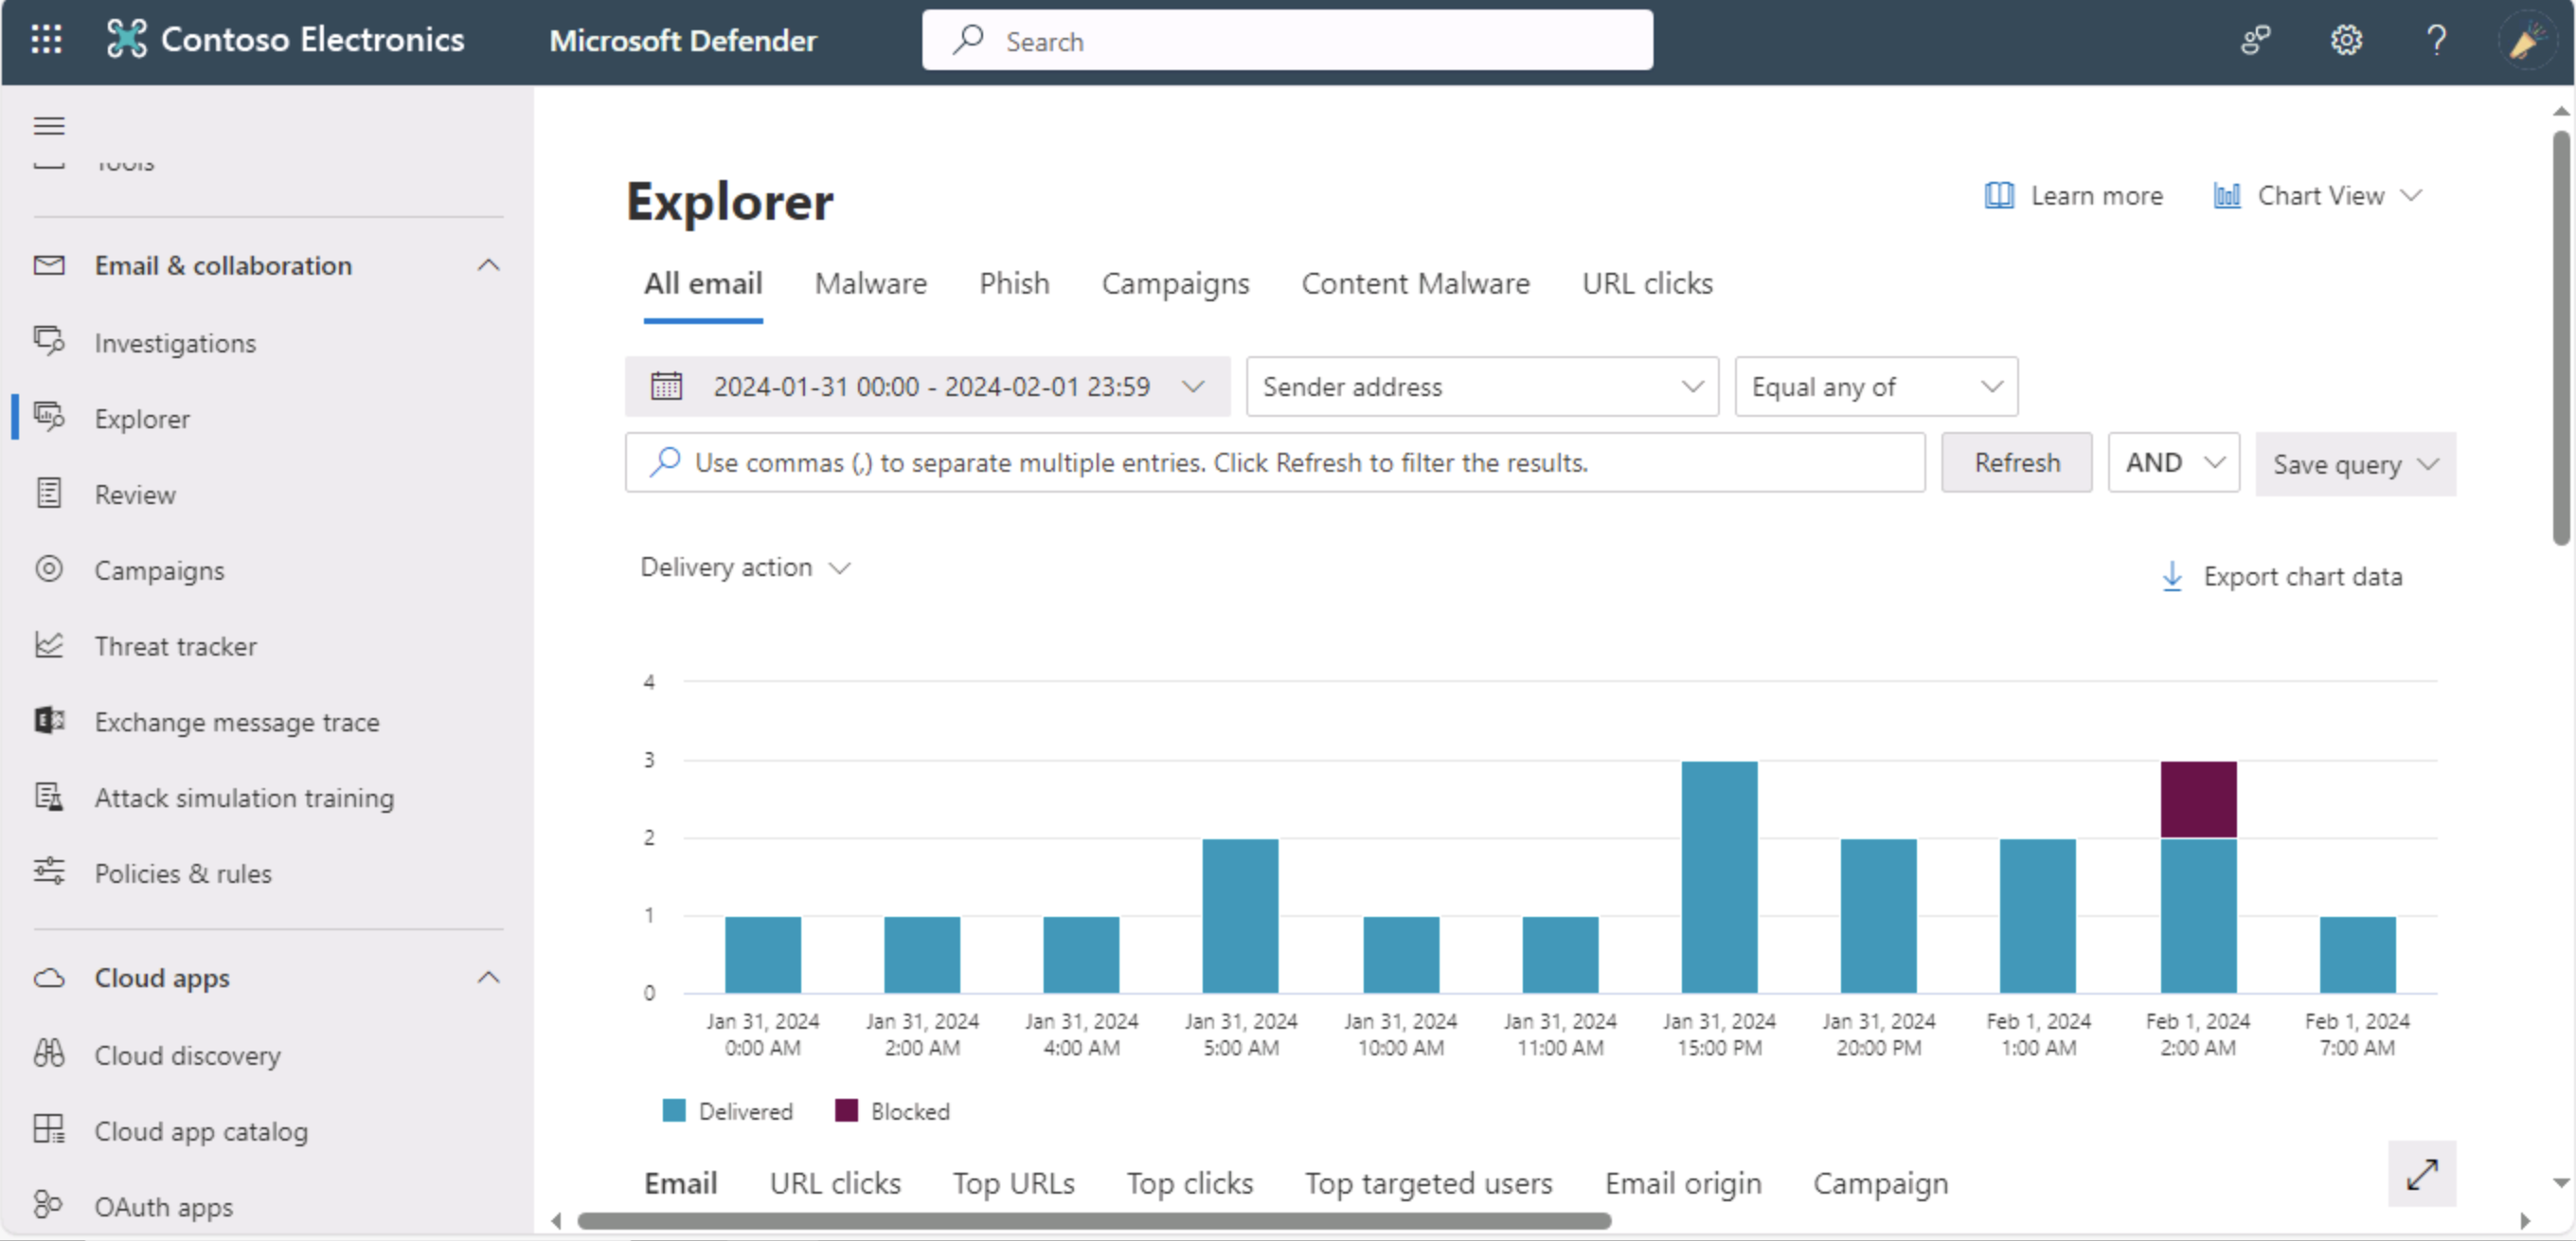 Contoso Electronics
Microsoft Defender
Search
?
Tools
Email & collaboration
Investigations
Explorer
Review
Campaigns
Threat tracker
Exchange message trace
Attack simulation training
Policies & rules
Cloud apps
Cloud discovery
Cloud app catalog
OAuth apps
Explorer
Learn more
Chart View
All email Malware Phish Campaigns Content Malware URL clicks
2024-01-31 00:00 - 2024-02-01 23:59
Sender address
Equal any of
Use commas (,) to separate multiple entries. Click Refresh to filter the results.
Refresh
AND
Save query
Delivery action
Export chart data
4
3
2
1
0
Jan 31, 2024
0:00 AM
Jan 31, 2024
2:00 AM
Jan 31, 2024
4:00 AM
Jan 31, 2024
5:00 AM
Jan 31, 2024
10:00 AM
Jan 31, 2024
11:00 AM
Jan 31, 2024
15:00 PM
Jan 31, 2024
20:00 PM
Feb 1, 2024
1:00 AM
Feb 1, 2024
2:00 AM
Feb 1, 2024
7:00 AM
Delivered
Blocked
Email URL clicks Top URLs Top clicks Top targeted users Email origin Campaign